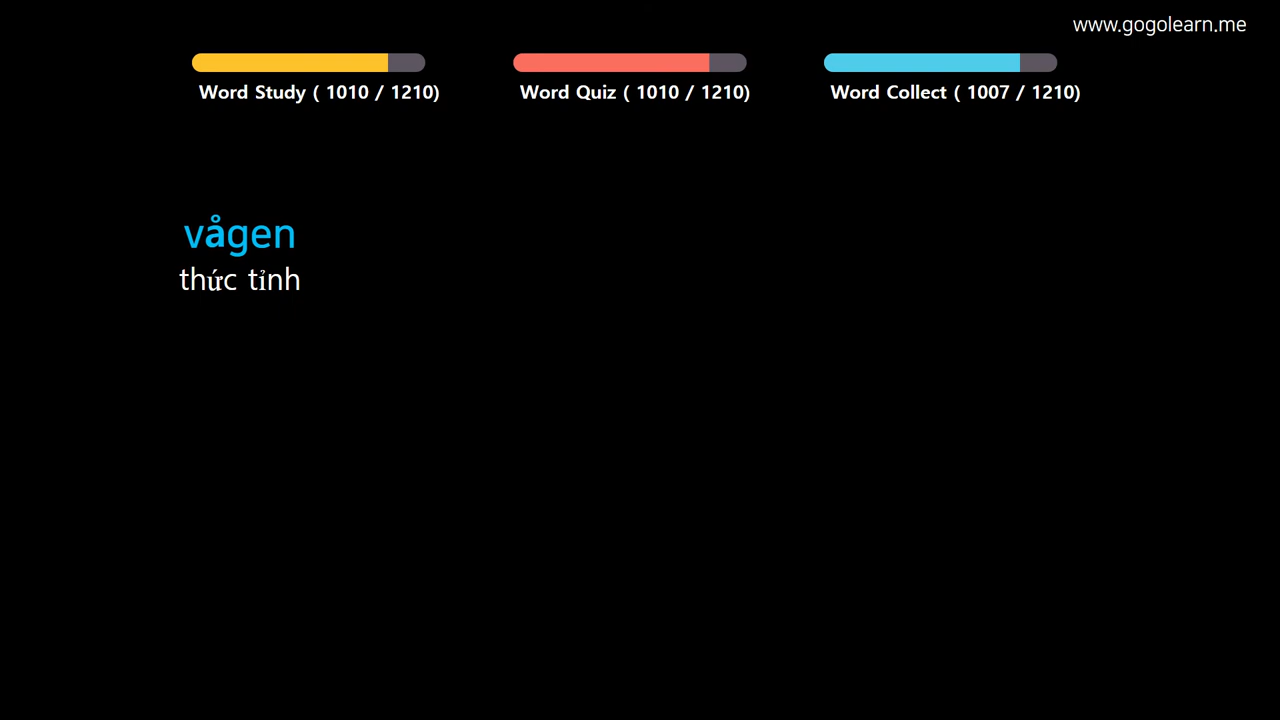 www.gogolearn.me
Word Study ( 1010 / 1210)
Word Quiz ( 1010 / 1210)
Word Collect ( 1007 / 1210)
vågen
thức tỉnh